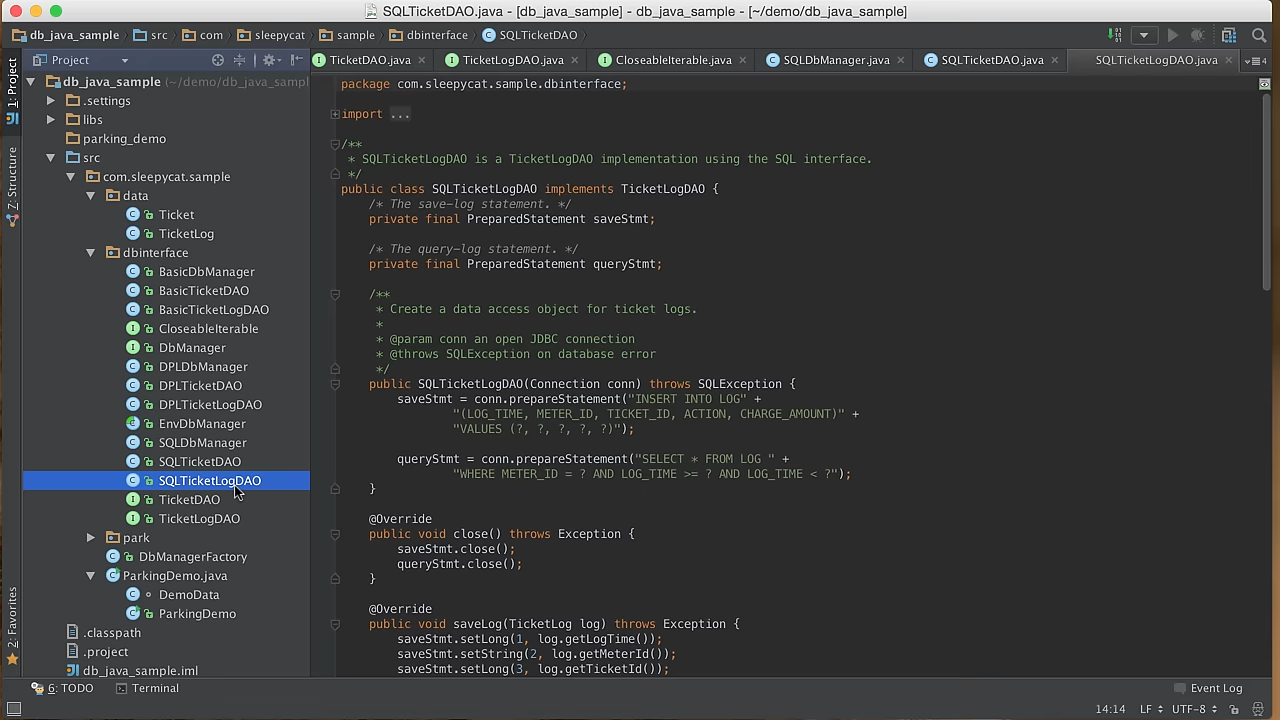 SQLTicketDAO.java - [db_java_sample] - db_java_sample - [~/demo/db_java_sample]
db_java_sample src com sleepycat sample dbinterface SQLTicketDAO
Project
TicketDAO.java TicketLogDAO.java CloseableIterable.java SQLDbManager.java SQLTicketDAO.java SQLTicketLogDAO.java
1: Project
Z: Structure
2: Favorites
db_java_sample (~/demo/db_java_sampl
.settings
libs
parking_demo
src
com.sleepycat.sample
data
Ticket
TicketLog
dbinterface
BasicDbManager
BasicTicketDAO
BasicTicketLogDAO
CloseableIterable
DbManager
DPLDbManager
DPLTicketDAO
DPLTicketLogDAO
EnvDbManager
SQLDbManager
SQLTicketDAO
SQLTicketLogDAO
TicketDAO
TicketLogDAO
park
DbManagerFactory
ParkingDemo.java
DemoData
ParkingDemo
.classpath
.project
db_java_sample.iml
package com.sleepycat.sample.dbinterface;
import ...
/**
* SQLTicketLogDAO is a TicketLogDAO implementation using the SQL interface.
*/
public class SQLTicketLogDAO implements TicketLogDAO {
/* The save-log statement. */
private final PreparedStatement saveStmt;
/* The query-log statement. */
private final PreparedStatement queryStmt;
/**
* Create a data access object for ticket logs.
*
* @param conn an open JDBC connection
* @throws SQLException on database error
*/
public SQLTicketLogDAO(Connection conn) throws SQLException {
saveStmt = conn.prepareStatement("INSERT INTO LOG" +
"(LOG_TIME, METER_ID, TICKET_ID, ACTION, CHARGE_AMOUNT)" +
"VALUES (?, ?, ?, ?, ?)");
queryStmt = conn.prepareStatement("SELECT * FROM LOG " +
"WHERE METER_ID = ? AND LOG_TIME >= ? AND LOG_TIME < ?");
}
@Override
public void close() throws Exception {
saveStmt.close();
queryStmt.close();
}
@Override
public void saveLog(TicketLog log) throws Exception {
saveStmt.setLong(1, log.getLogTime());
saveStmt.setString(2, log.getMeterId());
saveStmt.setLong(3, log.getTicketId());
6: TODO Terminal Event Log
14:14 LF UTF-8